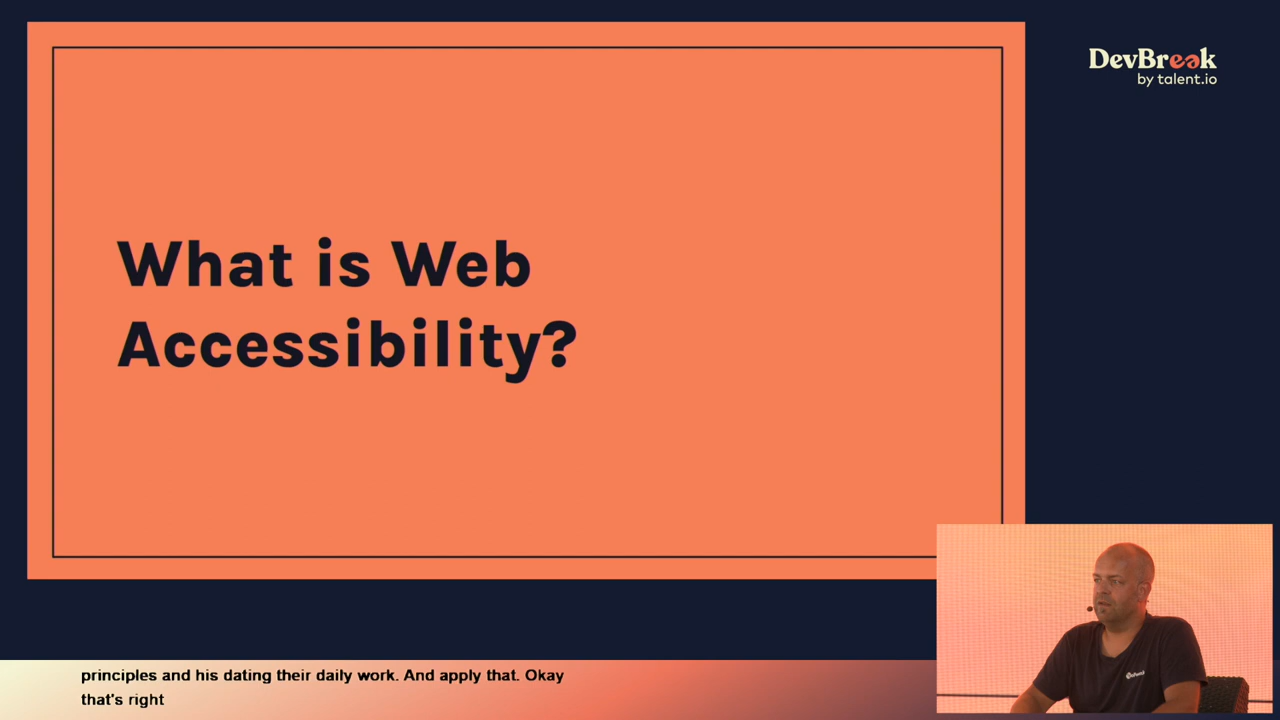 DevBreak
by talent.io
What is Web
Accessibility?
principles and his dating their daily work. And apply that. Okay
that's right